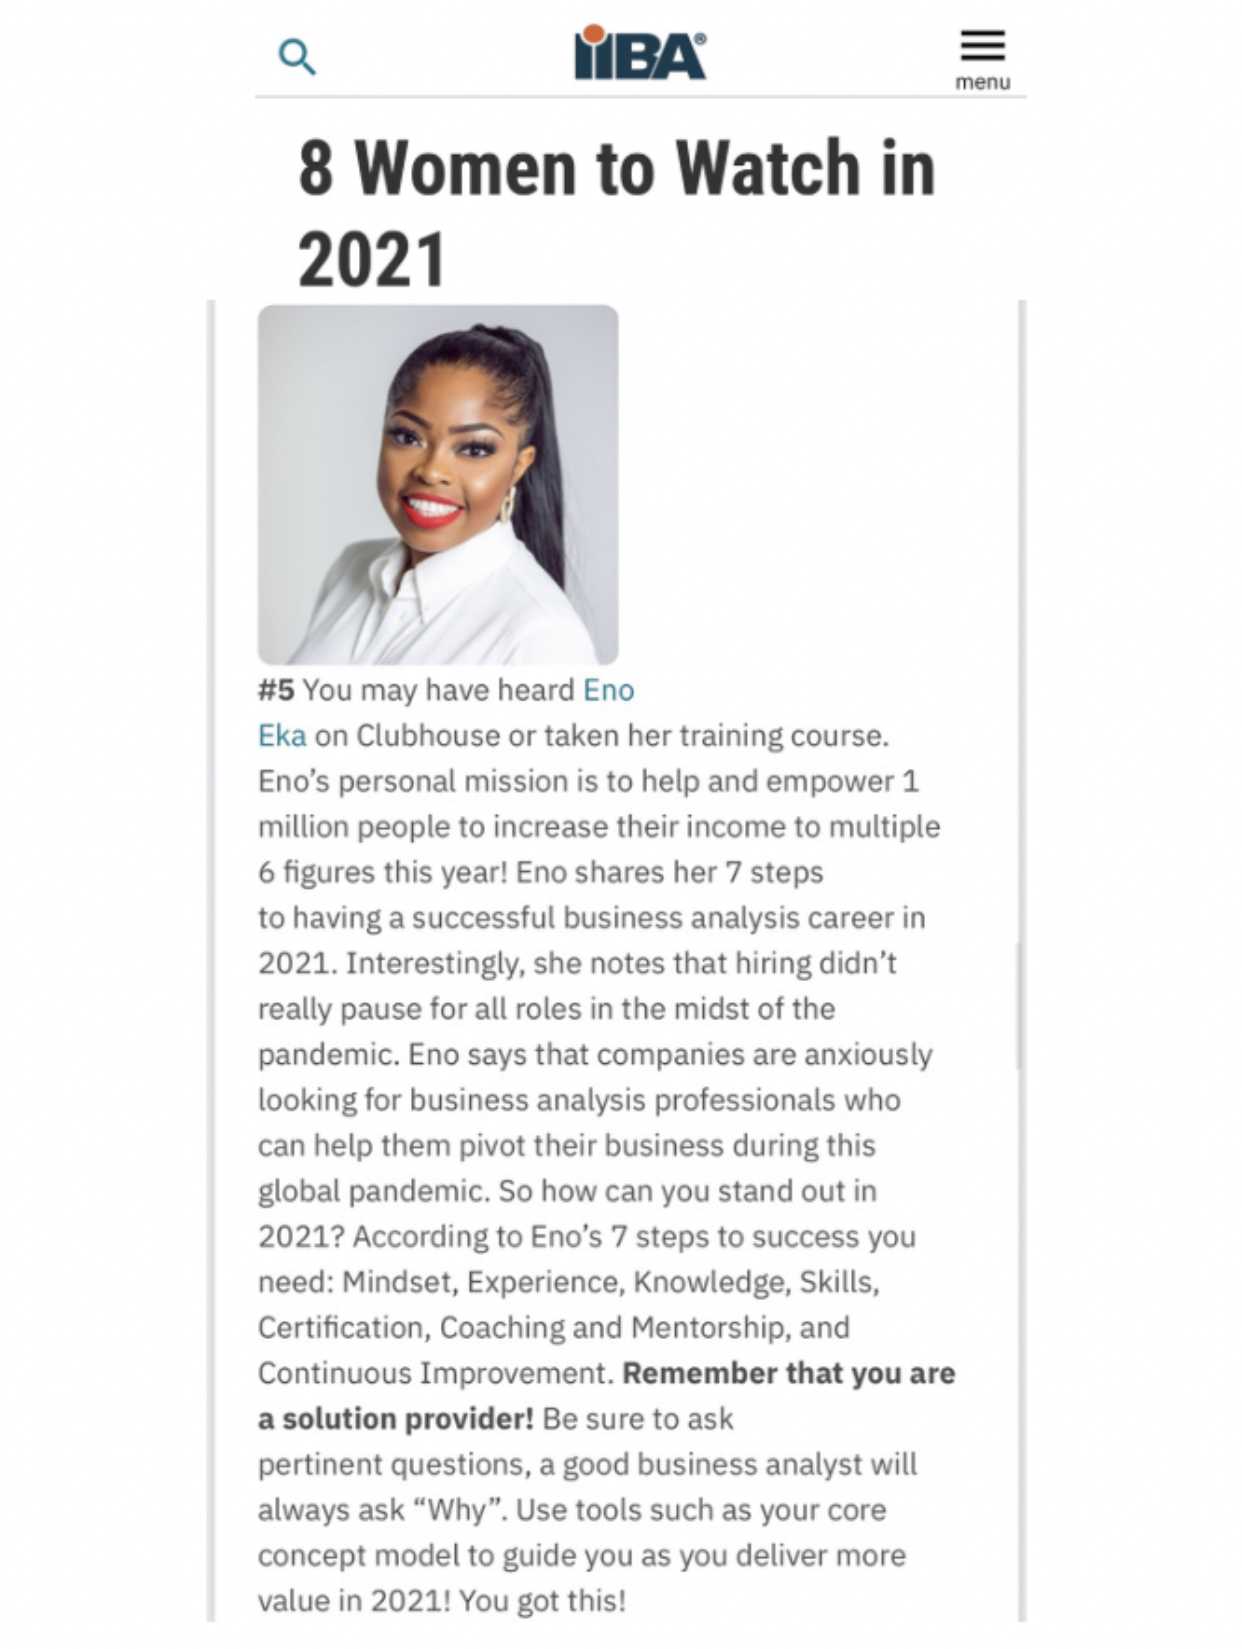 iiBA®
menu
8 Women to Watch in
2021
#5 You may have heard Eno
Eka on Clubhouse or taken her training course.
Eno’s personal mission is to help and empower 1
million people to increase their income to multiple
6 figures this year! Eno shares her 7 steps
to having a successful business analysis career in
2021. Interestingly, she notes that hiring didn’t
really pause for all roles in the midst of the
pandemic. Eno says that companies are anxiously
looking for business analysis professionals who
can help them pivot their business during this
global pandemic. So how can you stand out in
2021? According to Eno’s 7 steps to success you
need: Mindset, Experience, Knowledge, Skills,
Certification, Coaching and Mentorship, and
Continuous Improvement. Remember that you are
a solution provider! Be sure to ask
pertinent questions, a good business analyst will
always ask “Why”. Use tools such as your core
concept model to guide you as you deliver more
value in 2021! You got this!